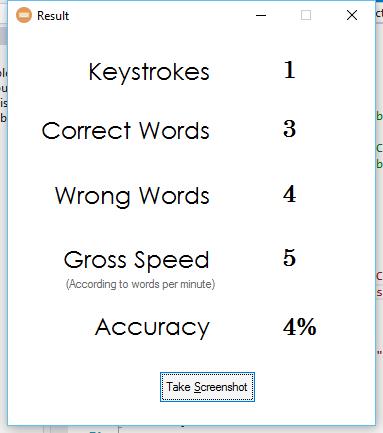 Result
Keystrokes 1
Correct Words 3
Wrong Words 4
Gross Speed 5
(According to words per minute)
Accuracy 4%
Take Screenshot